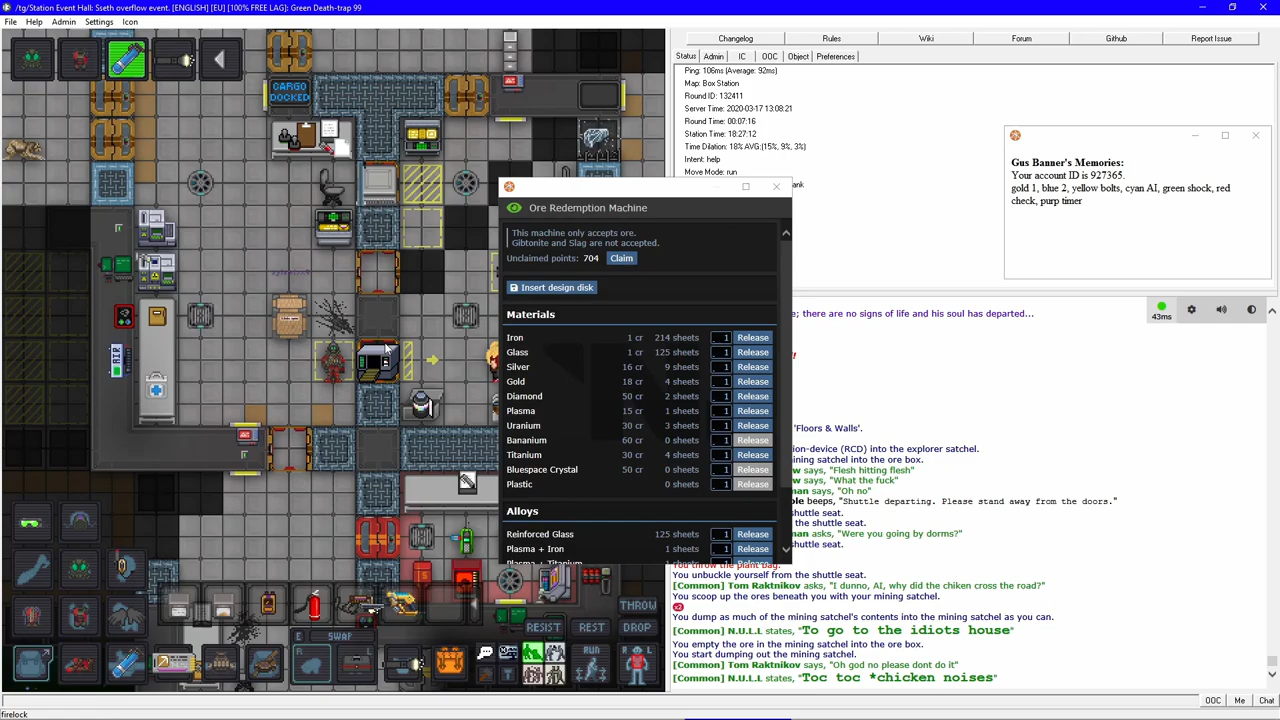 /tg/Station Event Hall: Sseth overflow event. [ENGLISH] [EU] [100% FREE LAG]: Green Death-trap 99
File Help Admin Settings Icon
CARGO DOCKED
Changelog Rules Wiki Forum Github Report Issue
Status Admin IC OOC Object Preferences
Ping: 106ms (Average: 92ms)
Map: Box Station
Round ID: 132411
Server Time: 2020-03-17 13:08:21
Round Time: 00:07:16
Station Time: 18:27:12
Time Dilation: 18% AVG:(15%, 9%, 3%)
Intent: help
Move Mode: run
ank
Gus Banner's Memories:
Your account ID is 927365.
gold 1, blue 2, yellow bolts, cyan AI, green shock, red
check, purp timer
Ore Redemption Machine
This machine only accepts ore.
Gibtonite and Slag are not accepted.
Unclaimed points: 704 Claim
Insert design disk
Materials
Iron 1 cr 214 sheets 1 Release
Glass 1 cr 125 sheets 1 Release
Silver 16 cr 9 sheets 1 Release
Gold 18 cr 4 sheets 1 Release
Diamond 50 cr 2 sheets 1 Release
Plasma 15 cr 1 sheets 1 Release
Uranium 30 cr 3 sheets 1 Release
Bananium 60 cr 0 sheets 1 Release
Titanium 30 cr 4 sheets 1 Release
Bluespace Crystal 50 cr 0 sheets 1 Release
Plastic 0 sheets 1 Release
Alloys
Reinforced Glass 125 sheets 1 Release
Plasma + Iron 1 sheets 1 Release
Plasma + Titanium
43ms
e; there are no signs of life and his soul has departed...
'Floors & Walls'.
ion-device (RCD) into the explorer satchel.
ining satchel into the ore box.
w says, "Flesh hitting flesh"
w says, "What the fuck"
man says, "Oh no"
ole beeps, "Shuttle departing. Please stand away from the doors."
shuttle seat.
the shuttle seat.
man asks, "Were you going by dorms?"
shuttle seat.
You throw the plant bag.
You unbuckle yourself from the shuttle seat.
[Common] Tom Raktnikov asks, "I dunno, AI, why did the chiken cross the road?"
You scoop up the ores beneath you with your mining satchel.
x2
You dump as much of the mining satchel's contents into the mining satchel as you can.
[Common] N.U.L.L states, "To go to the idiots house"
You empty the ore in the mining satchel into the ore box.
You start dumping out the mining satchel.
[Common] Tom Raktnikov says, "Oh god no please dont do it"
[Common] N.U.L.L states, "Toc toc *chicken noises"
THROW
RESIST REST DROP
E SWAP
R L
RUN
OOC Me Chat
firelock